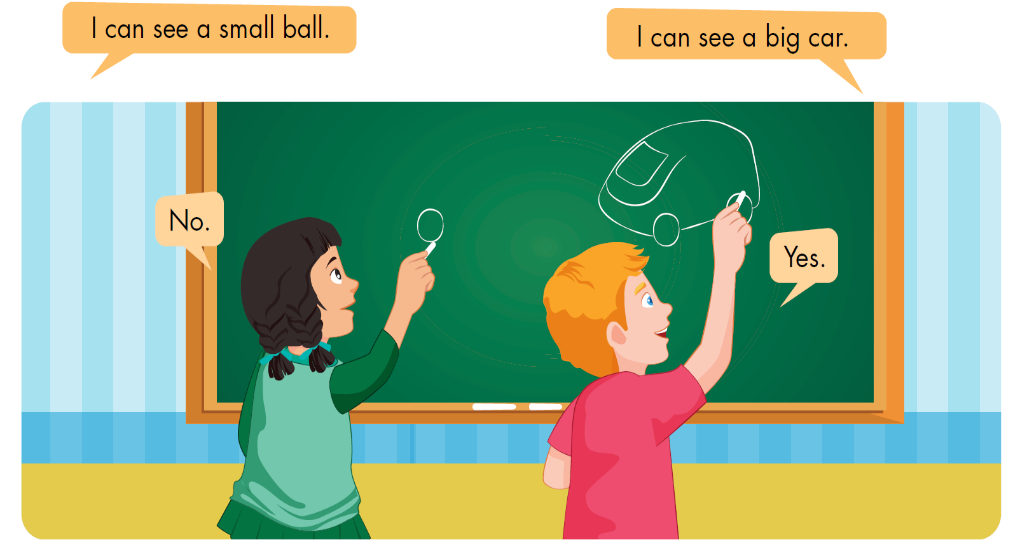 I can see a small ball.
I can see a big car.
No.
Yes.